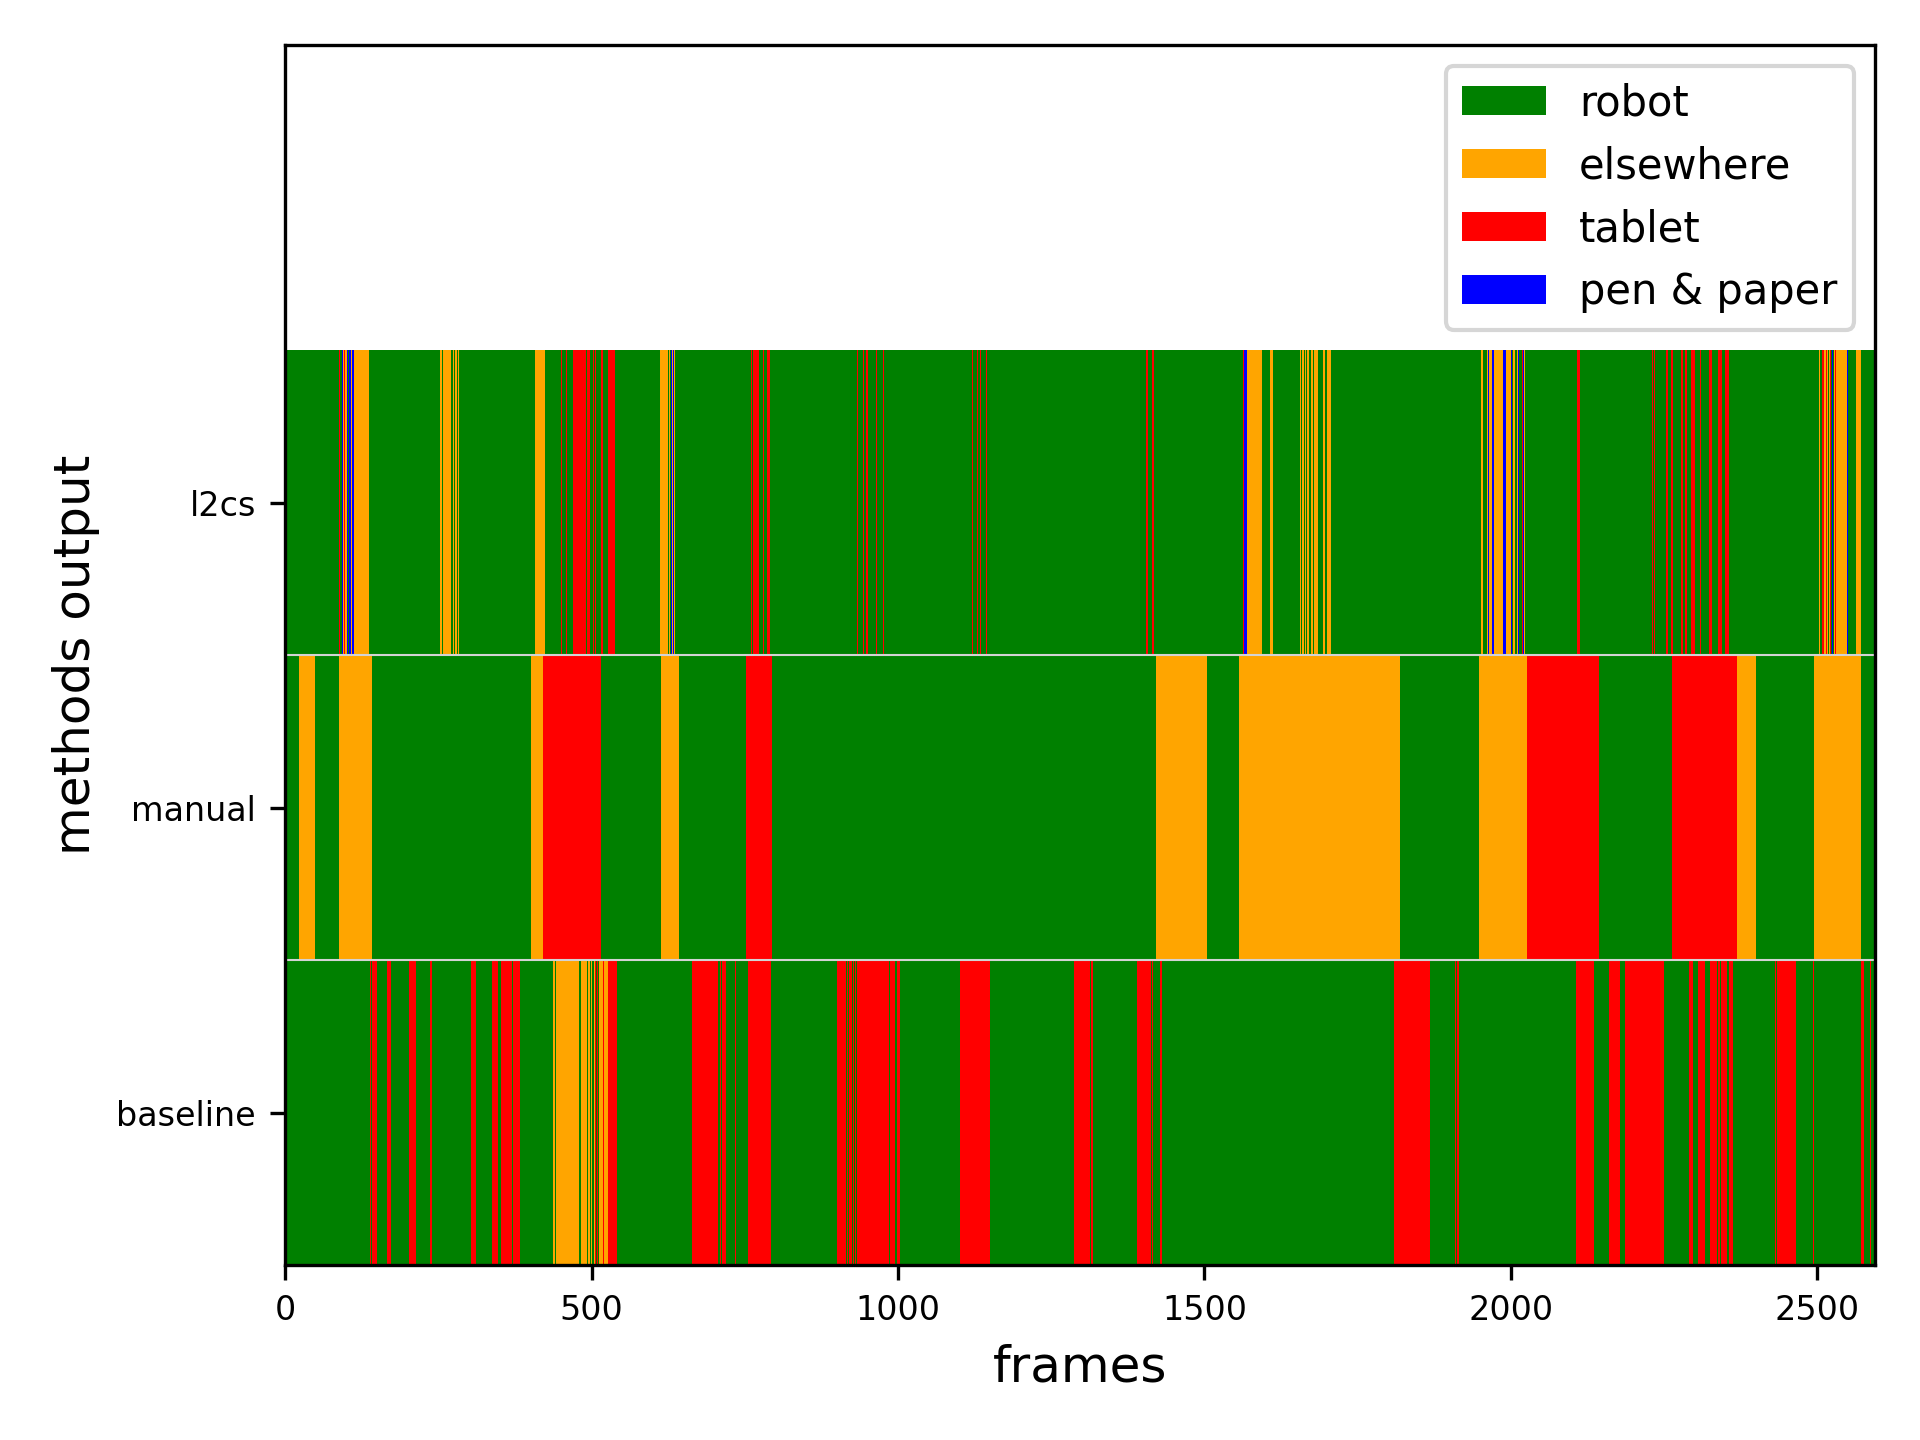 robot
elsewhere
tablet
pen & paper
methods output
l2cs
manual
baseline
0 500 1000 1500 2000 2500
frames